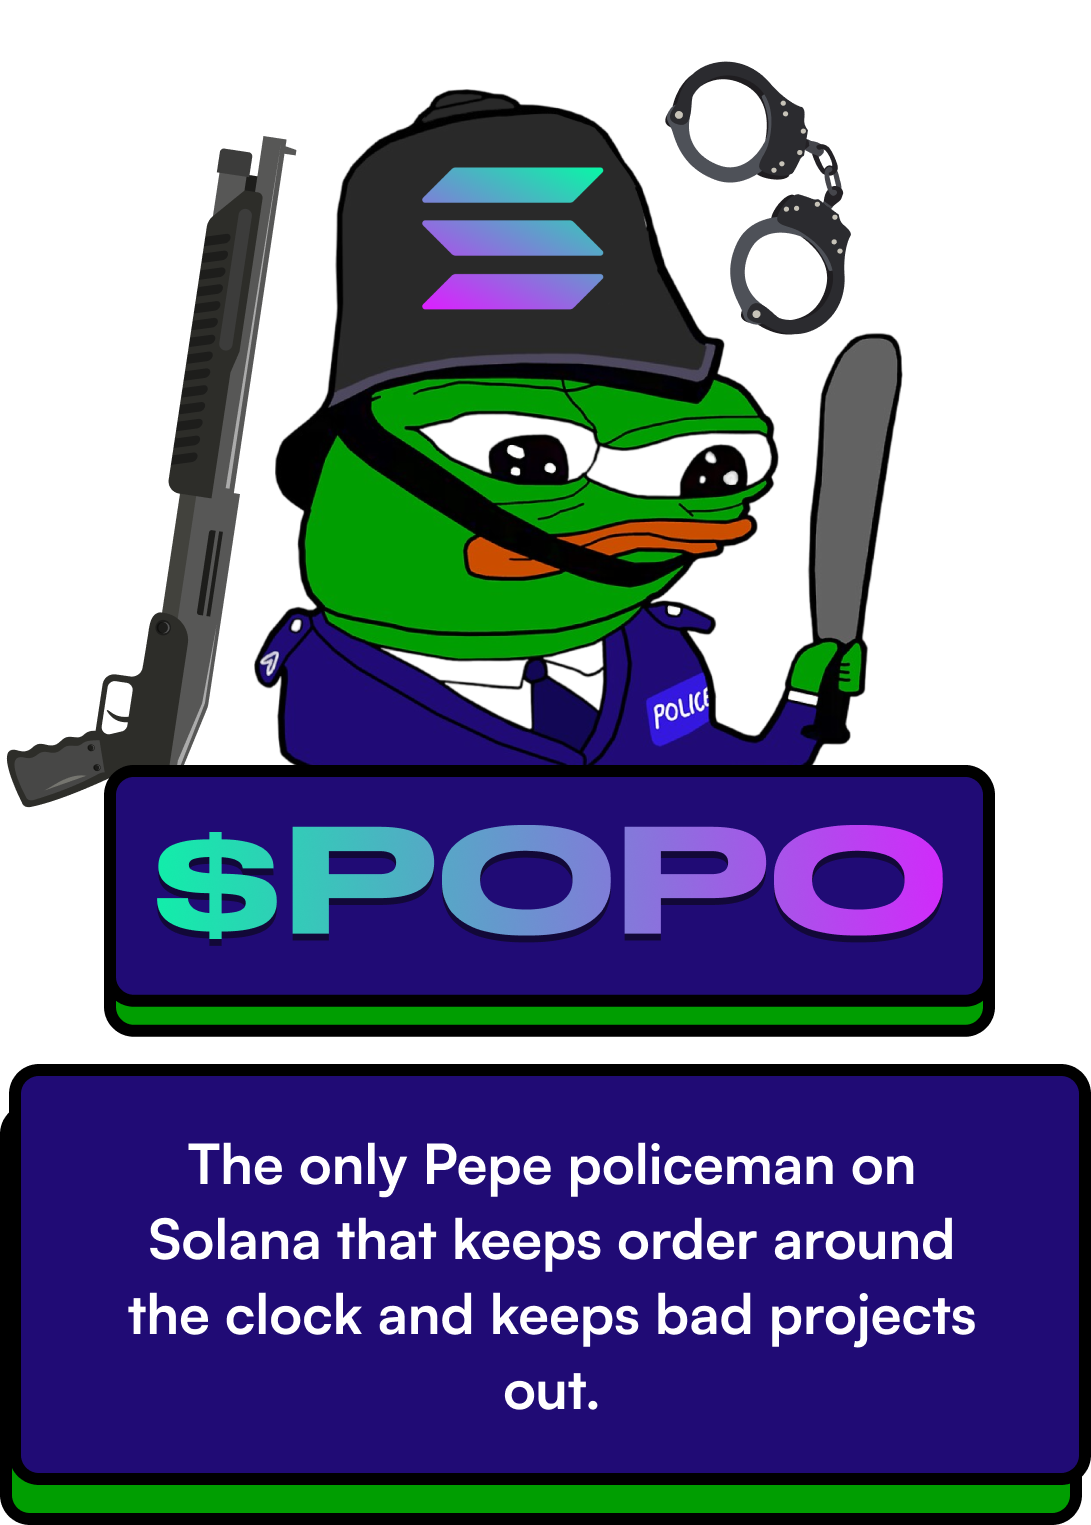 POLICE
$POPO
The only Pepe policeman on
Solana that keeps order around
the clock and keeps bad projects
out.